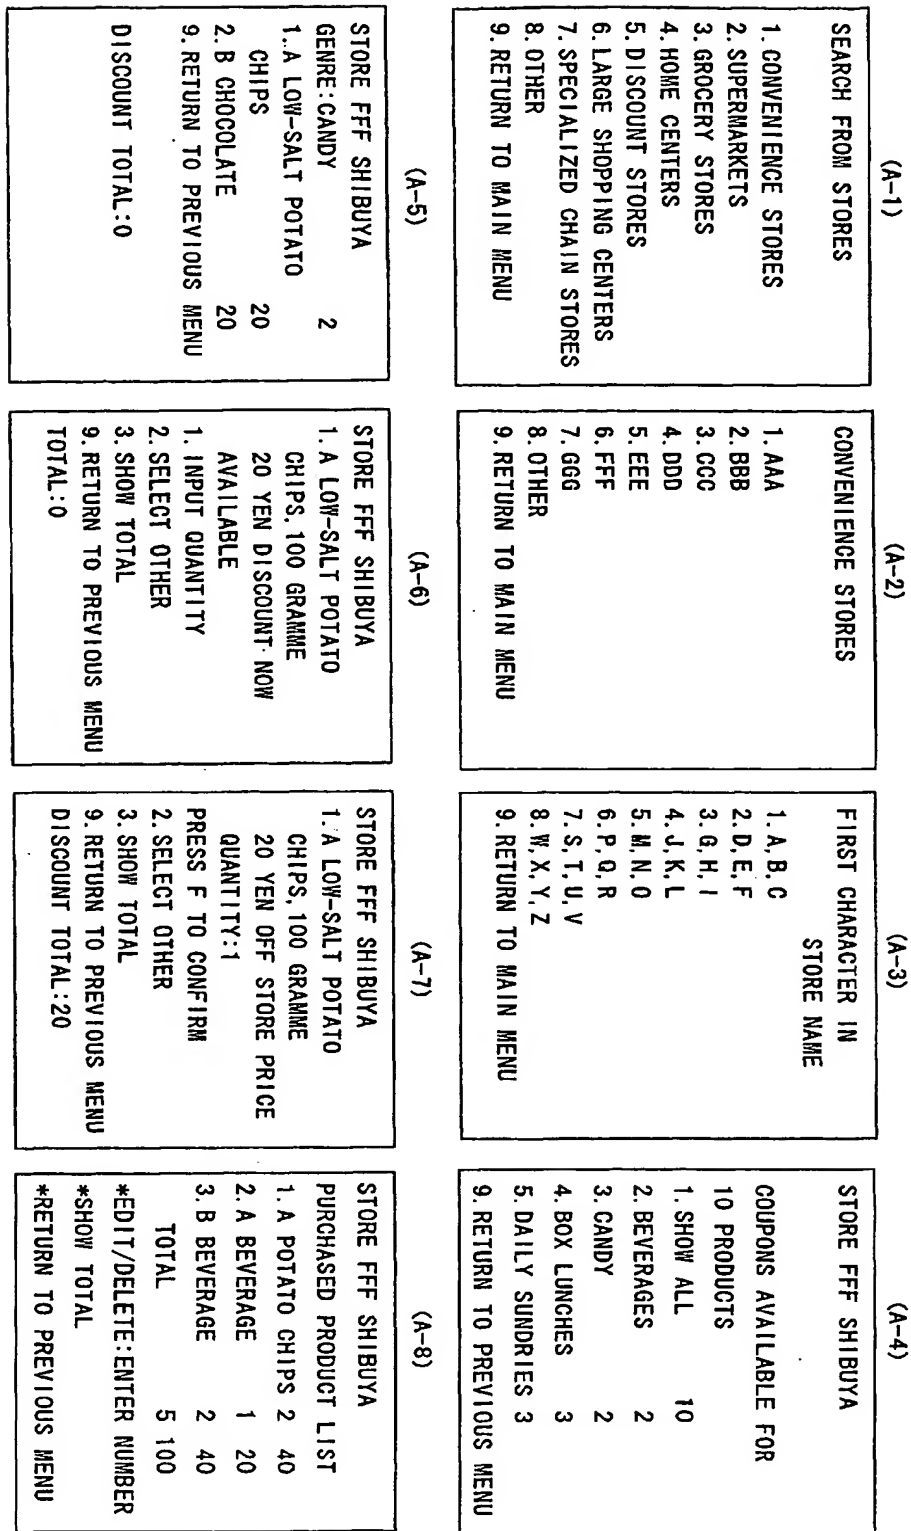 (A-1)
SEARCH FROM STORES
1. CONVENIENCE STORES
2. SUPERMARKETS
3. GROCERY STORES
4. HOME CENTERS
5. DISCOUNT STORES
6. LARGE SHOPPING CENTERS
7. SPECIALIZED CHAIN STORES
8. OTHER
9. RETURN TO MAIN MENU
(A-2)
CONVENIENCE STORES
1. AAA
2. BBB
3. CCC
4. DDD
5. EEE
6. FFF
7. GGG
8. OTHER
9. RETURN TO MAIN MENU
(A-3)
FIRST CHARACTER IN
STORE NAME
1. A, B, C
2. D, E, F
3. G, H, I
4. J, K, L
5. M, N, O
6. P, Q, R
7. S, T, U, V
8. W, X, Y, Z
9. RETURN TO MAIN MENU
(A-4)
STORE FFF SHIBUYA
COUPONS AVAILABLE FOR
10 PRODUCTS
1. SHOW ALL 10
2. BEVERAGES 2
3. CANDY 2
4. BOX LUNCHES 3
5. DAILY SUNDRIES 3
9. RETURN TO PREVIOUS MENU
(A-5)
STORE FFF SHIBUYA
GENRE:CANDY 2
1. A LOW-SALT POTATO
CHIPS 20
2. B CHOCOLATE 20
9. RETURN TO PREVIOUS MENU
DISCOUNT TOTAL:0
(A-6)
STORE FFF SHIBUYA
1. A LOW-SALT POTATO
CHIPS, 100 GRAMME
20 YEN DISCOUNT NOW
AVAILABLE
1. INPUT QUANTITY
2. SELECT OTHER
3. SHOW TOTAL
9. RETURN TO PREVIOUS MENU
TOTAL:0
(A-7)
STORE FFF SHIBUYA
1. A LOW-SALT POTATO
CHIPS, 100 GRAMME
20 YEN OFF STORE PRICE
QUANTITY:1
PRESS F TO CONFIRM
2. SELECT OTHER
3. SHOW TOTAL
9. RETURN TO PREVIOUS MENU
DISCOUNT TOTAL:20
(A-8)
STORE FFF SHIBUYA
PURCHASED PRODUCT LIST
1. A POTATO CHIPS 2 40
2. A BEVERAGE 1 20
3. B BEVERAGE 2 40
TOTAL 5 100
*EDIT/DELETE:ENTER NUMBER
*SHOW TOTAL
*RETURN TO PREVIOUS MENU